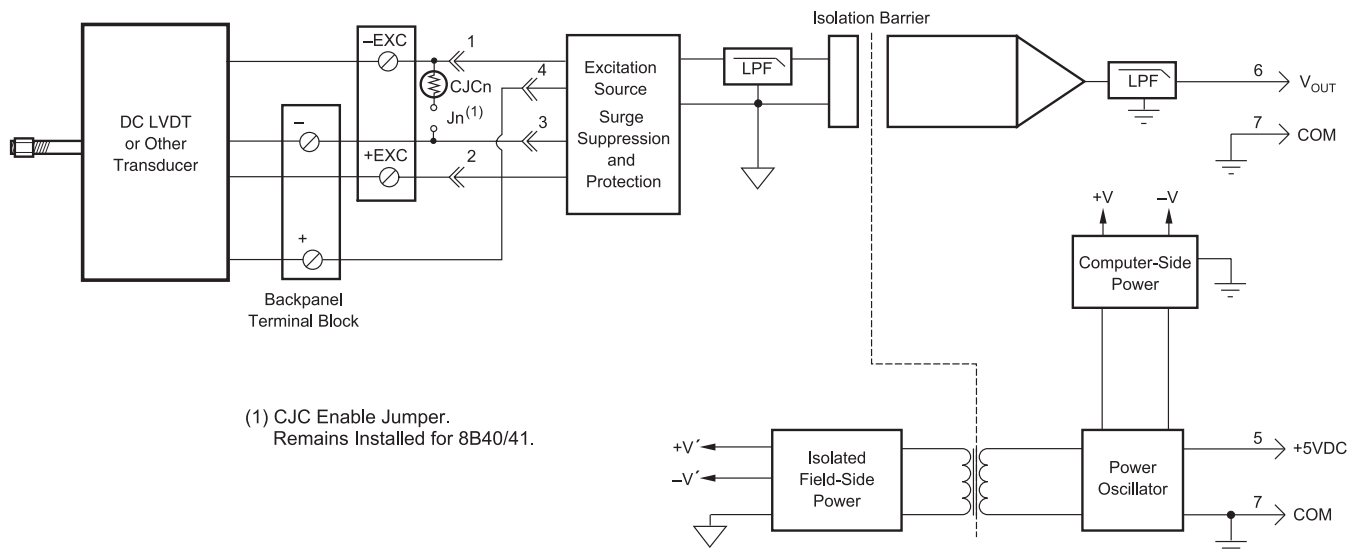 Isolation Barrier
–EXC
1
4
CJCn
Jn(1)
–
3
+EXC
2
+
DC LVDT
or Other
Transducer
Backpanel
Terminal Block
Excitation
Source
Surge
Suppression
and
Protection
LPF
LPF
6
VOUT
7
COM
+V
–V
Computer-Side
Power
(1) CJC Enable Jumper.
Remains Installed for 8B40/41.
+V´
–V´
Isolated
Field-Side
Power
Power
Oscillator
5
+5VDC
7
COM